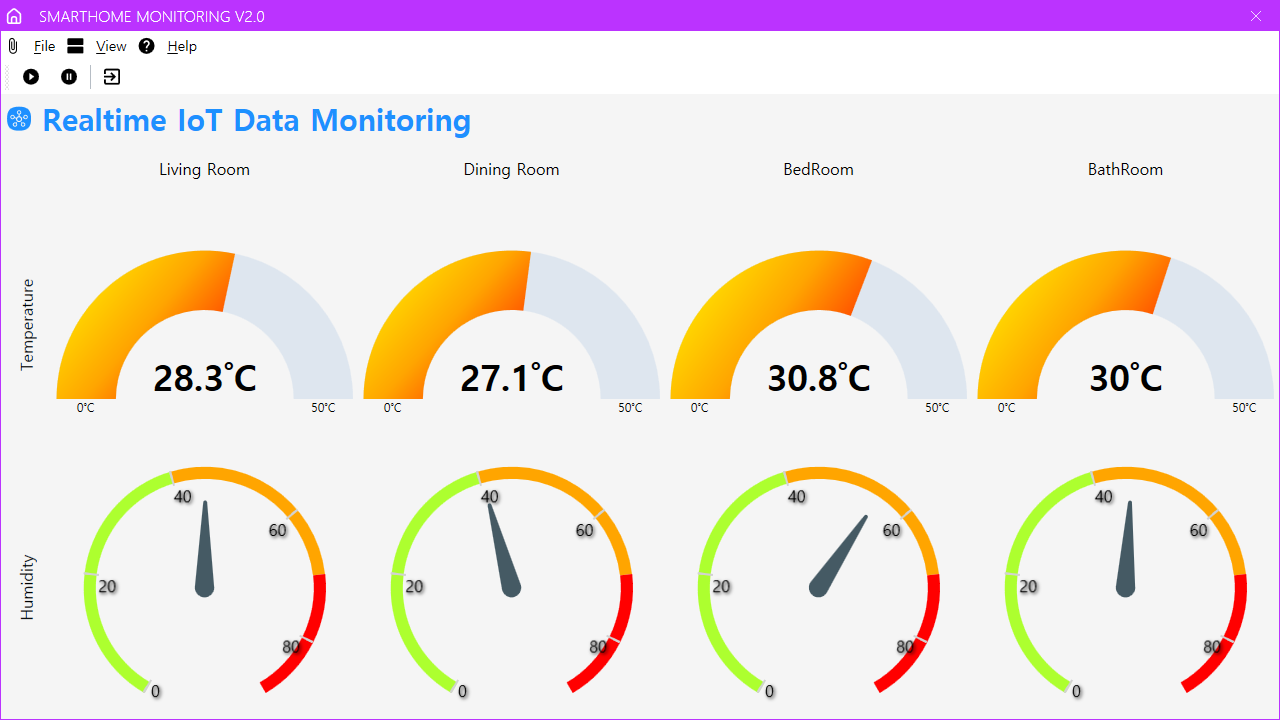 SMARTHOME MONITORING V2.0
File View Help
Realtime IoT Data Monitoring
Living Room Dining Room BedRoom BathRoom
Temperature
28.3°C 27.1°C 30.8°C 30°C
0°C 50°C 0°C 50°C 0°C 50°C 0°C 50°C
Humidity
40 40 40 40
60 60 60 60
20 20 20 20
80 80 80 80
0 0 0 0